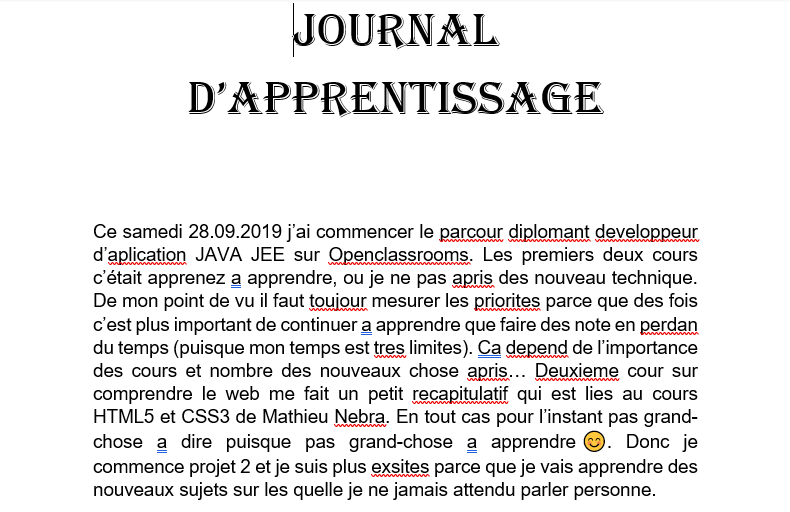 JOURNAL
D’APPRENTISSAGE
Ce samedi 28.09.2019 j’ai commencer le parcour diplomant developpeur
d’aplication JAVA JEE sur Openclassrooms. Les premiers deux cours
c’était apprenez a apprendre, ou je ne pas apris des nouveau technique.
De mon point de vu il faut toujour mesurer les priorites parce que des fois
c’est plus important de continuer a apprendre que faire des note en perdan
du temps (puisque mon temps est tres limites). Ca depend de l’importance
des cours et nombre des nouveaux chose apris… Deuxieme cour sur
comprendre le web me fait un petit recapitulatif qui est lies au cours
HTML5 et CSS3 de Mathieu Nebra. En tout cas pour l’instant pas grand-
chose a dire puisque pas grand-chose a apprendre 😊. Donc je
commence projet 2 et je suis plus exsites parce que je vais apprendre des
nouveaux sujets sur les quelle je ne jamais attendu parler personne.